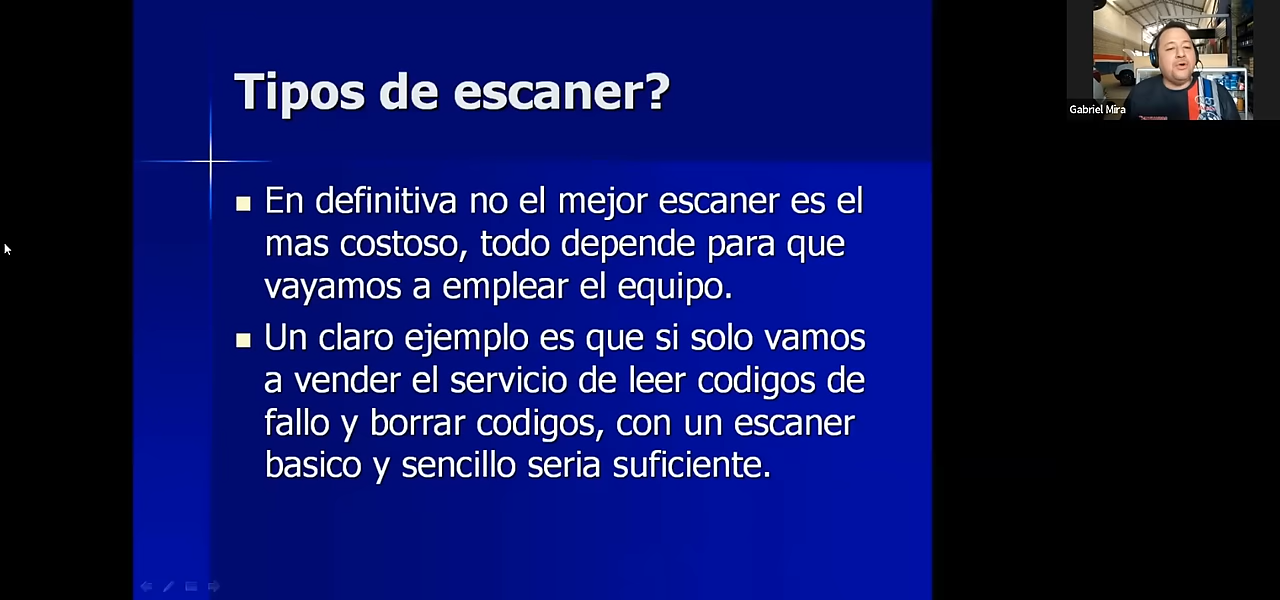 Tipos de escaner?
Gabriel Mira
En definitiva no el mejor escaner es el
mas costoso, todo depende para que
vayamos a emplear el equipo.
Un claro ejemplo es que si solo vamos
a vender el servicio de leer codigos de
fallo y borrar codigos, con un escaner
basico y sencillo seria suficiente.